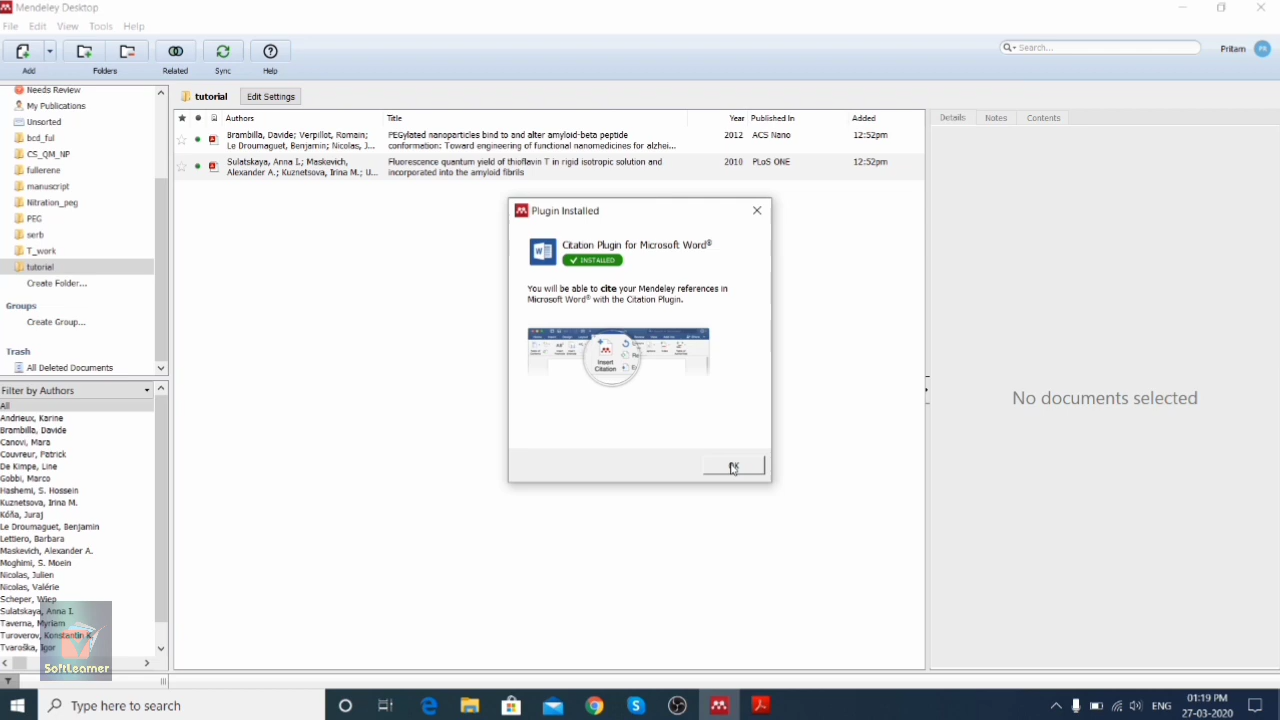 Mendeley Desktop
File Edit View Tools Help
Add Folders Related Sync Help
Search...
Pritam
PK
Needs Review
My Publications
Unsorted
bcd_ful
CS_QM_NP
fullerene
manuscript
Nitration_peg
PEG
serb
T_work
tutorial
Create Folder...
Groups
Create Group...
Trash
All Deleted Documents
Filter by Authors
All
Andrieux, Karine
Brambilla, Davide
Canovi, Mara
Couvreur, Patrick
De Kimpe, Line
Gobbi, Marco
Hashemi, S. Hossein
Kuznetsova, Irina M.
Kóňa, Juraj
Le Droumaguet, Benjamin
Lettiero, Barbara
Maskevich, Alexander A.
Moghimi, S. Moein
Nicolas, Julien
Nicolas, Valérie
Scheper, Wiep
Sulatskaya, Anna I.
Taverna, Myriam
Turoverov, Konstantin K.
Tvaroška, Igor
SoftLearner
tutorial Edit Settings
Authors Title Year Published In Added
Brambilla, Davide; Verpillot, Romain; PEGylated nanoparticles bind to and alter amyloid-beta peptide 2012 ACS Nano 12:52pm
Le Droumaguet, Benjamin; Nicolas, J... conformation: Toward engineering of functional nanomedicines for alzhei...
Sulatskaya, Anna I.; Maskevich, Fluorescence quantum yield of thioflavin T in rigid isotropic solution and 2010 PLoS ONE 12:52pm
Alexander A.; Kuznetsova, Irina M.; U... incorporated into the amyloid fibrils
Plugin Installed
Citation Plugin for Microsoft Word®
INSTALLED
You will be able to cite your Mendeley references in
Microsoft Word® with the Citation Plugin.
Insert
Citation
OK
Details Notes Contents
No documents selected
Type here to search
ENG
01:19 PM
27-03-2020